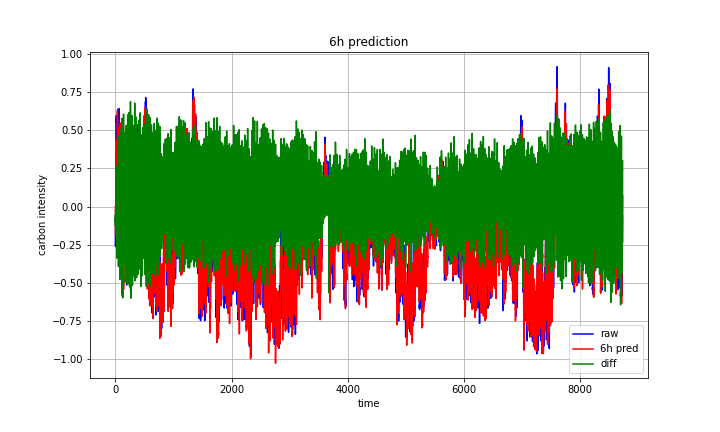 6h prediction
1.00
0.75
0.50
0.25
0.00
−0.25
−0.50
−0.75
−1.00
carbon intensity
0 2000 4000 6000 8000
time
raw
6h pred
diff